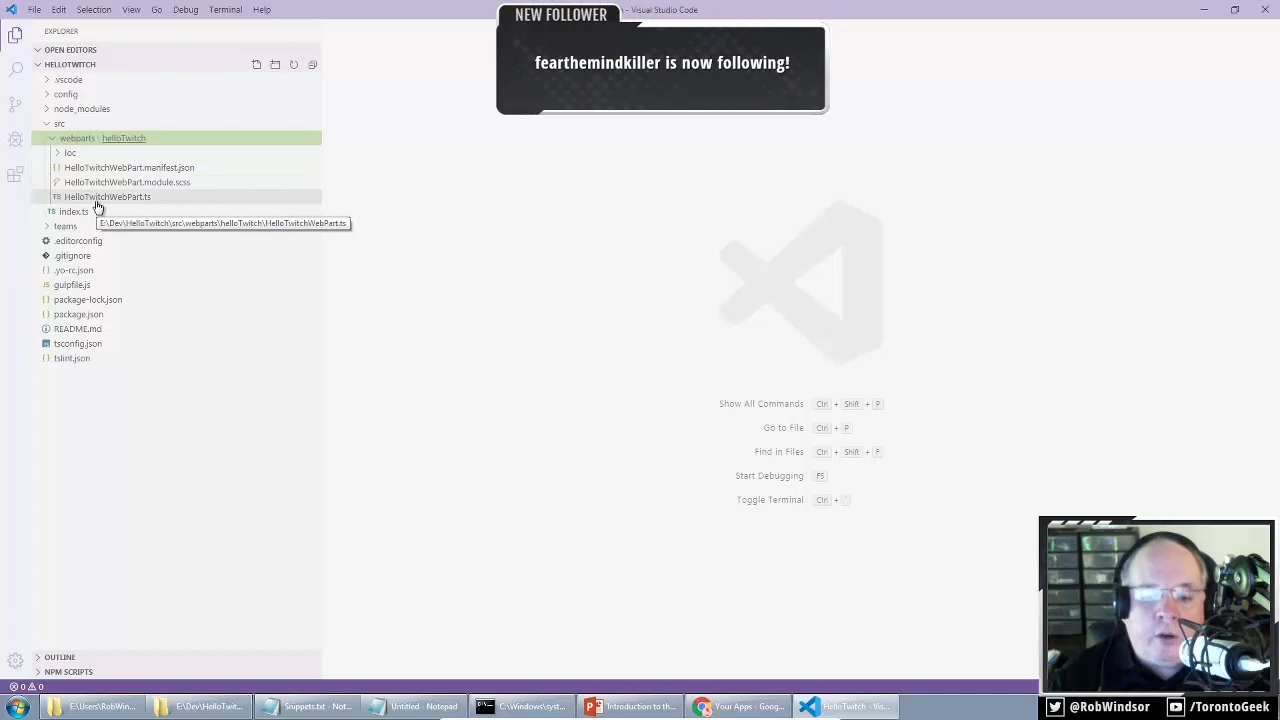 File Edit Selection View Go Debug Terminal Help
- Visual Studio Code
NEW FOLLOWER
fearthemindkiller is now following!
EXPLORER
OPEN EDITORS
HELLOTWITCH
.vscode
config
node_modules
src
webparts \ helloTwitch
loc
HelloTwitchWebPart.manifest.json
HelloTwitchWebPart.module.scss
TS HelloTwitchWebPart.ts
TS index.ts
E:\Dev\HelloTwitch\src\webparts\helloTwitch\HelloTwitchWebPart.ts
teams
.editorconfig
.gitignore
.yo-rc.json
gulpfile.js
package-lock.json
package.json
README.md
tsconfig.json
tslint.json
Show All Commands Ctrl + Shift + P
Go to File Ctrl + P
Find in Files Ctrl + Shift + F
Start Debugging F5
Toggle Terminal Ctrl + `
OUTLINE
NPM SCRIPTS
0 0
E:\Users\RobWin...
E:\Dev\HelloTwit...
Snippets.txt - Not...
Untitled - Notepad
C:\Windows\syst...
Introduction to th...
Your Apps - Goog...
HelloTwitch - Vis...
@RobWindsor
/TorontoGeek